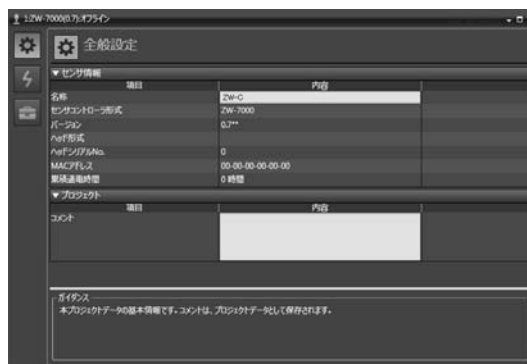 1:ZW-7000(0.7):オフライン
全般設定
▼センサ情報
項目 内容
名称 ZW-C
センサコントローラ形式 ZW-7000
バージョン 0.7**
ヘッド形式
ヘッドシリアルNo. 0
MACアドレス 00-00-00-00-00-00
累積通電時間 0 時間
▼プロジェクト
項目 内容
コメント
ガイダンス
本プロジェクトデータの基本情報です。コメントは、プロジェクトデータとして保存されます。